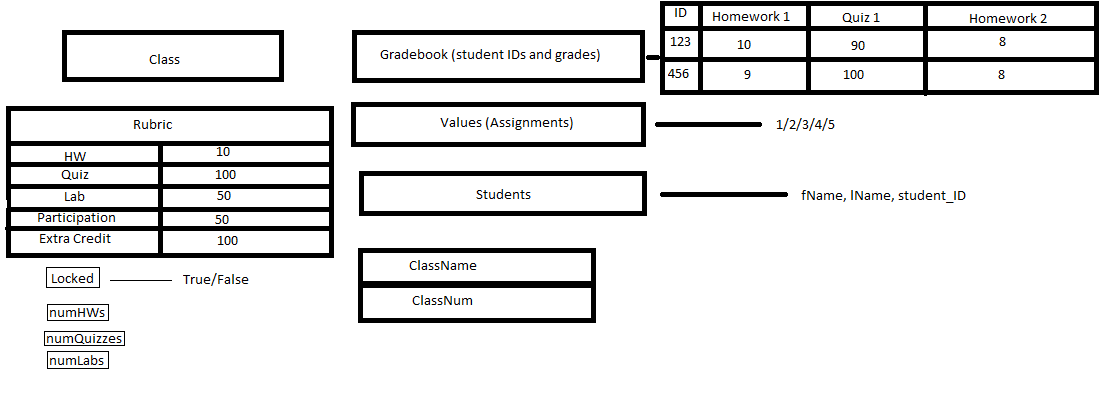 Class
Gradebook (student IDs and grades)
ID Homework 1 Quiz 1 Homework 2
123 10 90 8
456 9 100 8
Rubric
HW 10
Quiz 100
Lab 50
Participation 50
Extra Credit 100
Locked True/False
numHWs
numQuizzes
numLabs
Values (Assignments) 1/2/3/4/5
Students fName, lName, student_ID
ClassName
ClassNum